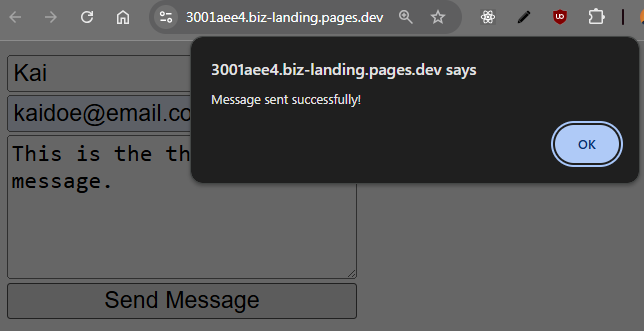 3001aee4.biz-landing.pages.dev
3001aee4.biz-landing.pages.dev says
Message sent successfully!
OK
Kai
kaidoe@email.co
This is the th
message.
Send Message